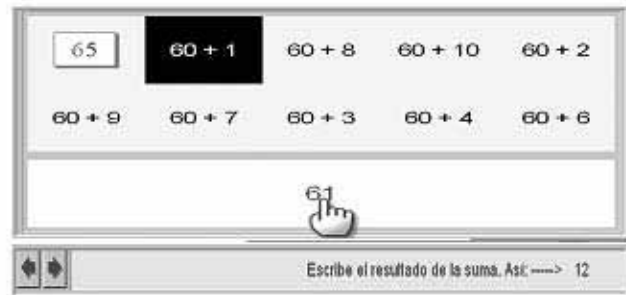 65 60 + 1 60 + 8 60 + 10 60 + 2
60 + 9 60 + 7 60 + 3 60 + 4 60 + 6
61
Escribe el resultado de la suma. Así: -----> 12